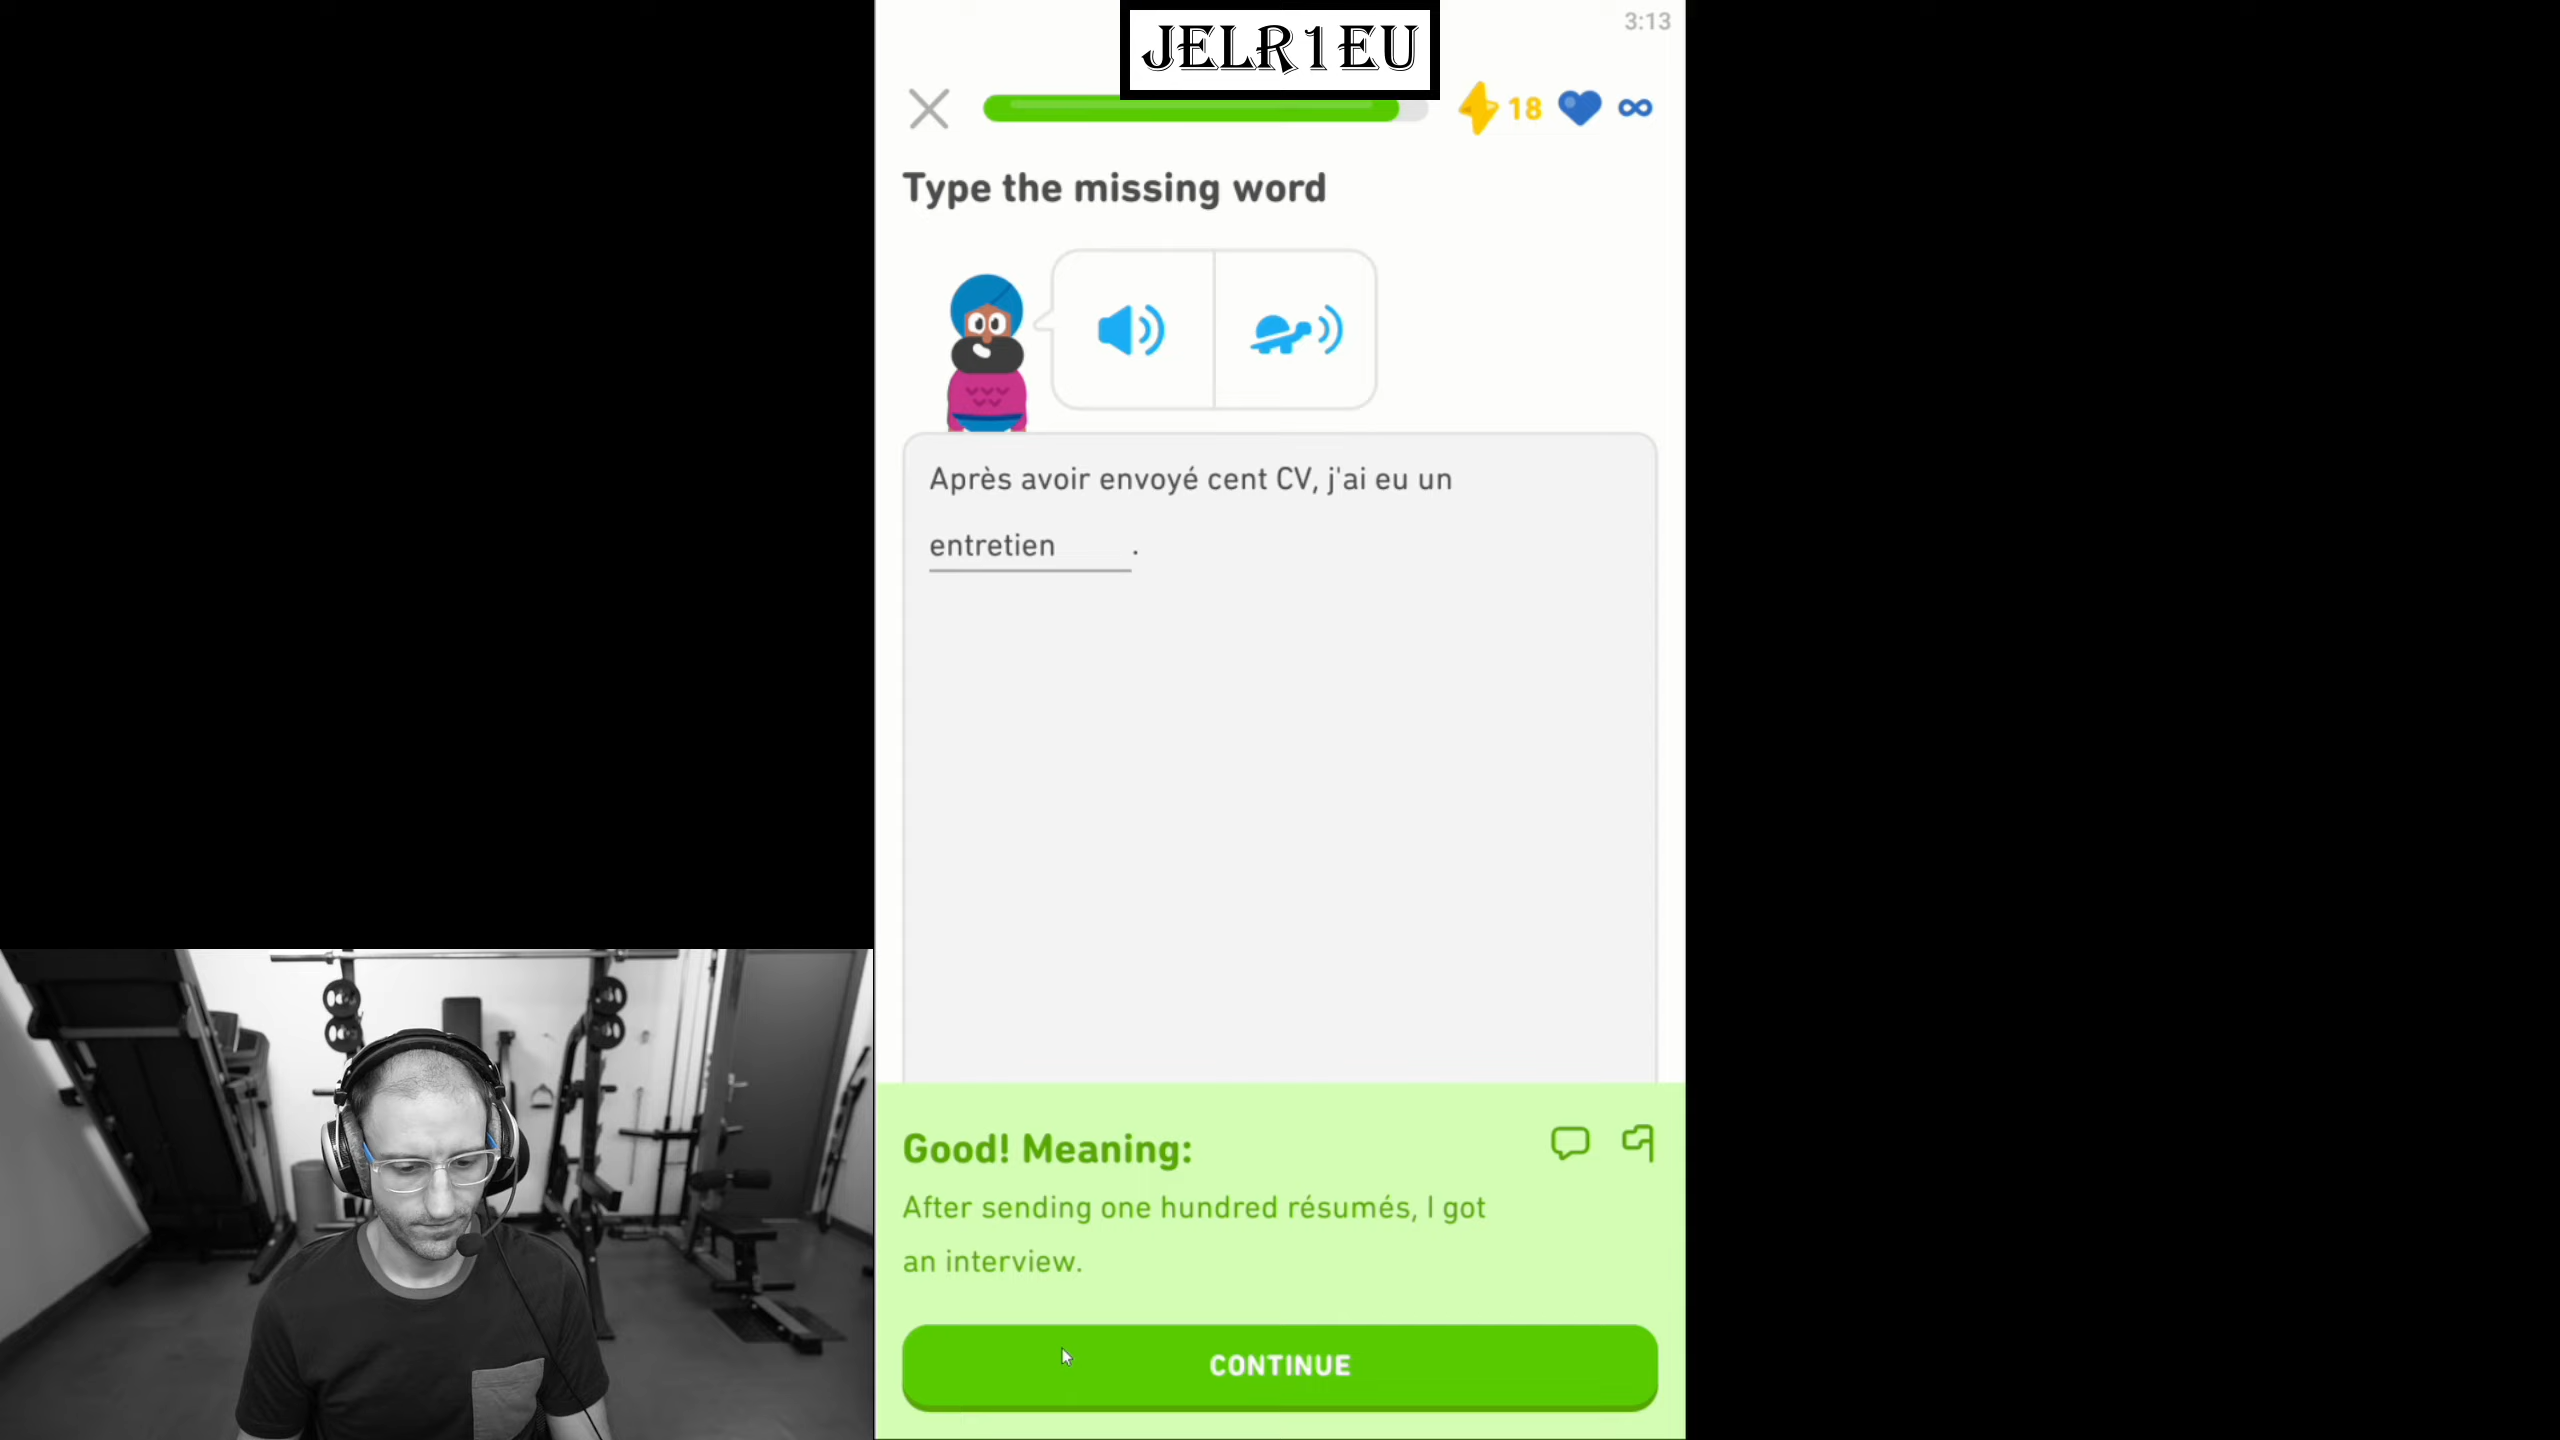 JELR1EU
3:13
18 ∞
Type the missing word
Après avoir envoyé cent CV, j'ai eu un
entretien .
Good! Meaning:
After sending one hundred résumés, I got
an interview.
CONTINUE